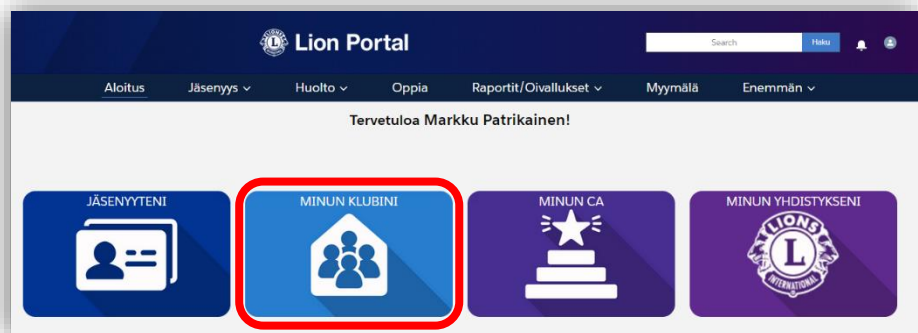 Lion Portal
Search Haku
Aloitus Jäsenyys Huolto Oppia Raportit/Oivallukset Myymälä Enemmän
Tervetuloa Markku Patrikainen!
JÄSENYYTENI MINUN KLUBINI MINUN CA MINUN YHDISTYKSENI
LIONS
L
INTERNATIONAL